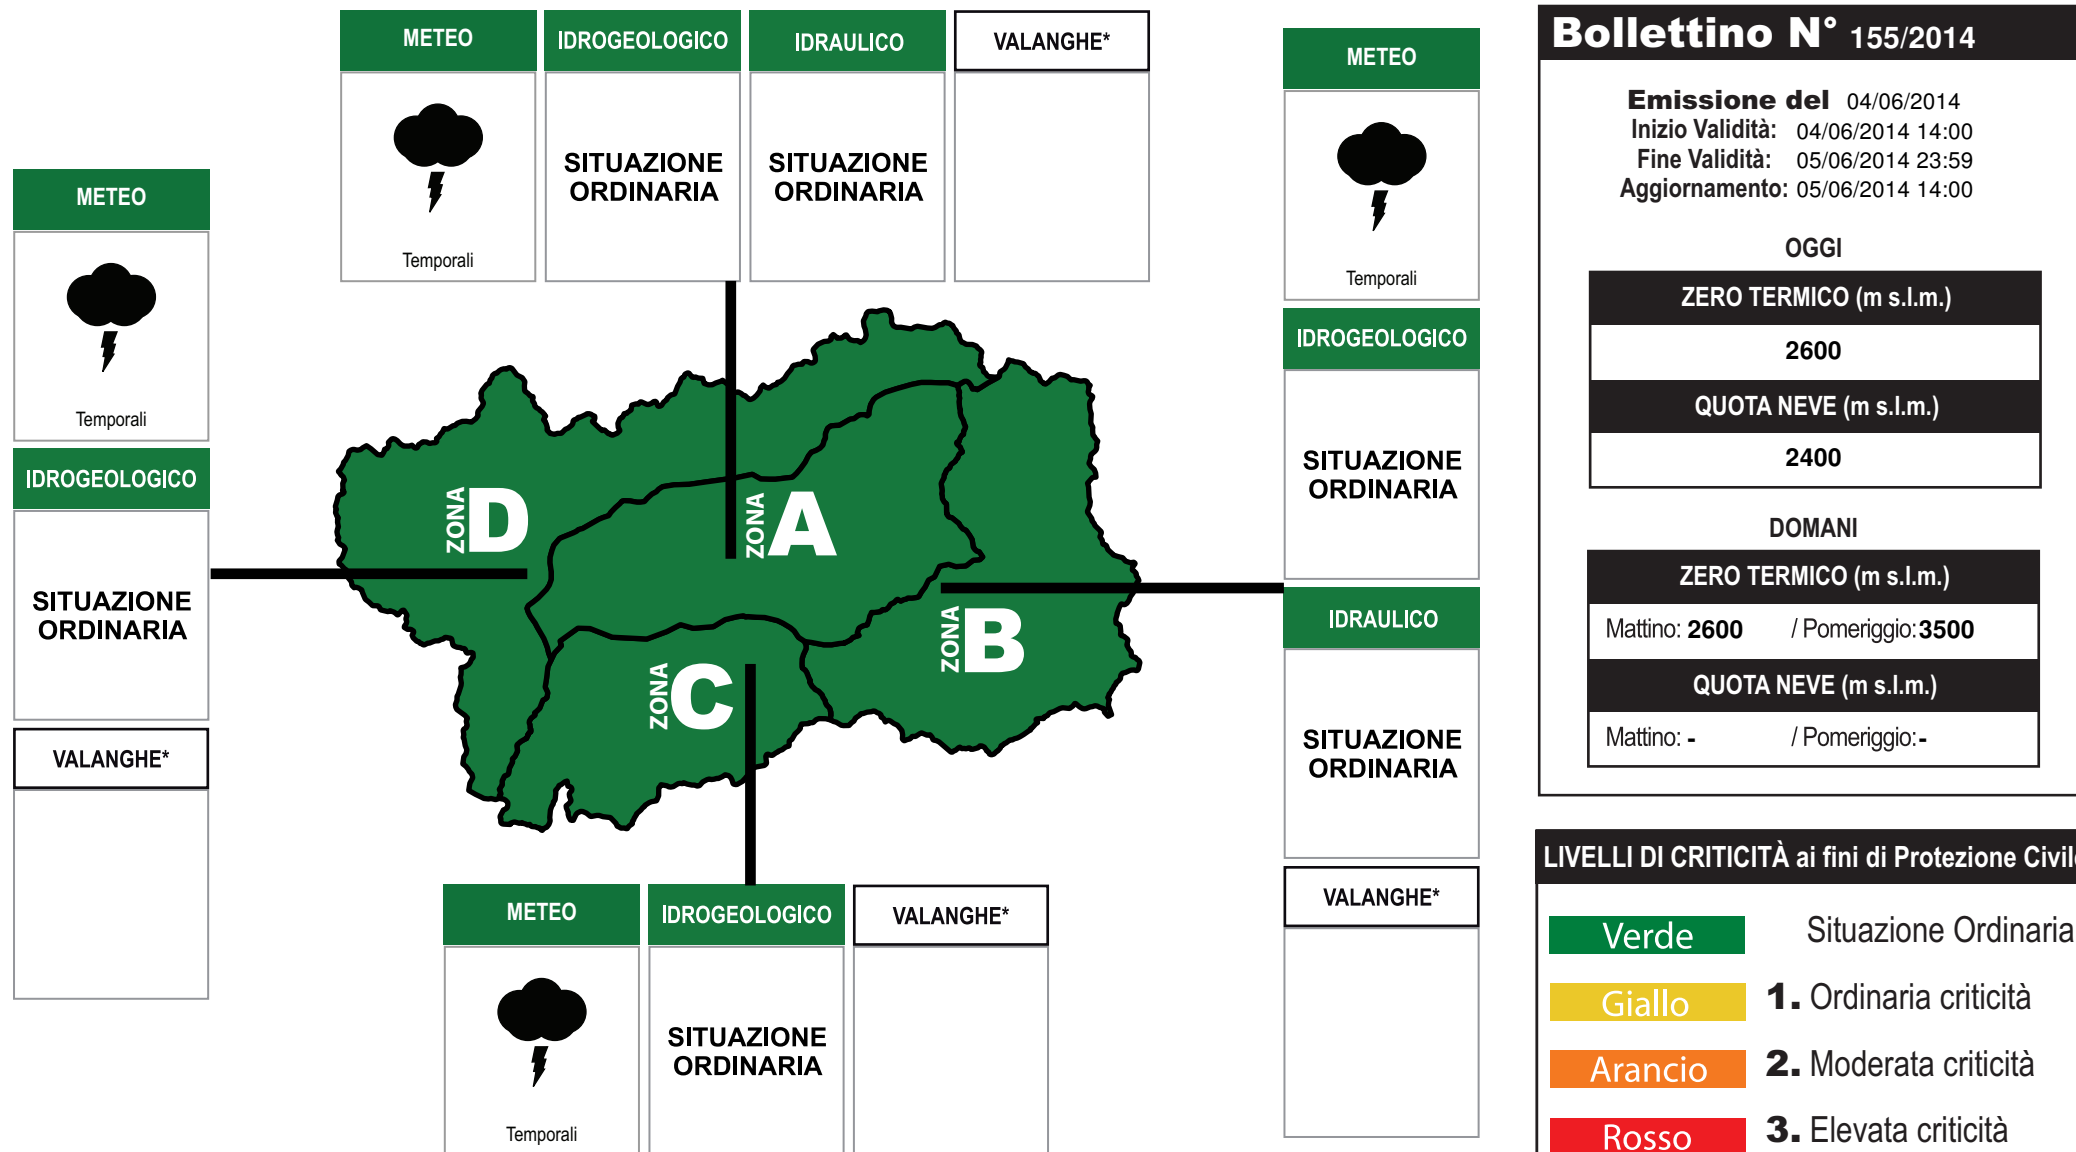 METEO
Temporali
IDROGEOLOGICO
SITUAZIONE
ORDINARIA
VALANGHE*
METEO
Temporali
IDROGEOLOGICO
SITUAZIONE
ORDINARIA
IDRAULICO
SITUAZIONE
ORDINARIA
VALANGHE*
METEO
Temporali
IDROGEOLOGICO
SITUAZIONE
ORDINARIA
IDRAULICO
SITUAZIONE
ORDINARIA
VALANGHE*
ZONA D
ZONA A
ZONA B
ZONA C
METEO
Temporali
IDROGEOLOGICO
SITUAZIONE
ORDINARIA
VALANGHE*
Bollettino N° 155/2014
Emissione del 04/06/2014
Inizio Validità: 04/06/2014 14:00
Fine Validità: 05/06/2014 23:59
Aggiornamento: 05/06/2014 14:00
OGGI
ZERO TERMICO (m s.l.m.)
2600
QUOTA NEVE (m s.l.m.)
2400
DOMANI
ZERO TERMICO (m s.l.m.)
Mattino: 2600 / Pomeriggio: 3500
QUOTA NEVE (m s.l.m.)
Mattino: - / Pomeriggio: -
LIVELLI DI CRITICITÀ ai fini di Protezione Civile
Verde Situazione Ordinaria
Giallo 1. Ordinaria criticità
Arancio 2. Moderata criticità
Rosso 3. Elevata criticità